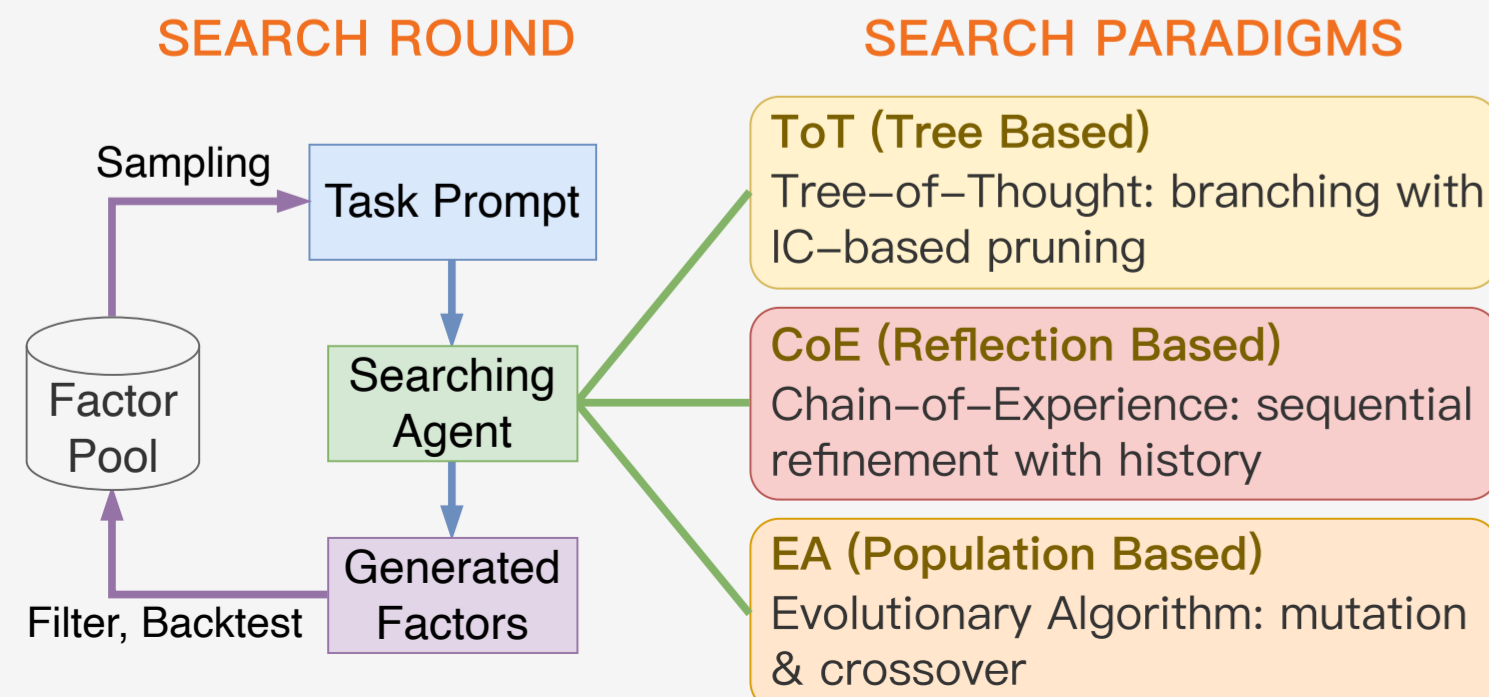 SEARCH ROUND
Sampling
Task Prompt
Factor
Pool
Searching
Agent
Generated
Factors
Filter, Backtest
SEARCH PARADIGMS
ToT (Tree Based)
Tree–of–Thought: branching with
IC–based pruning
CoE (Reflection Based)
Chain–of–Experience: sequential
refinement with history
EA (Population Based)
Evolutionary Algorithm: mutation
& crossover